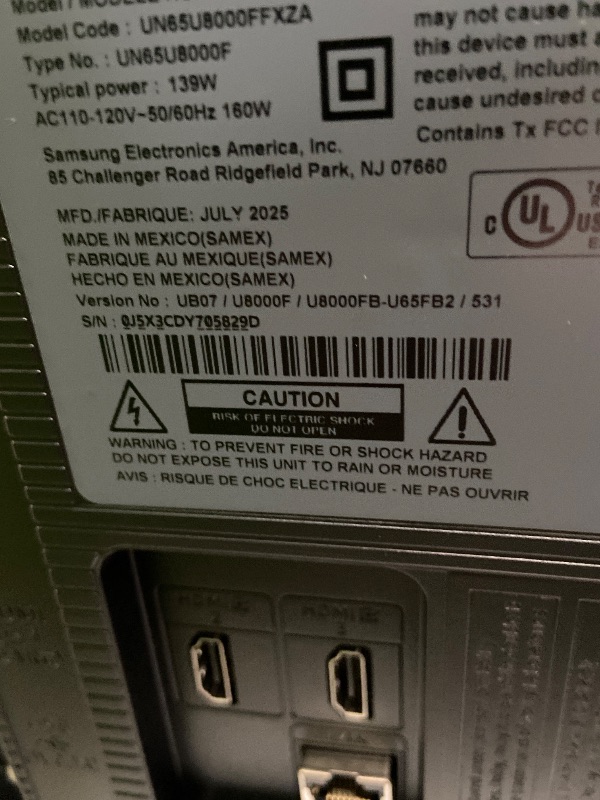 Model Code : UN65U8000FFXZA
Type No. : UN65U8000F
Typical power : 139W
AC110-120V~50/60Hz 160W
may not cause
this device must
received, including
cause undesired
Contains Tx FCC
Samsung Electronics America, Inc.
85 Challenger Road Ridgefield Park, NJ 07660
C UL US
MFD./FABRIQUE: JULY 2025
MADE IN MEXICO(SAMEX)
FABRIQUE AU MEXIQUE(SAMEX)
HECHO EN MEXICO(SAMEX)
Version No : UB07 / U8000F / U8000FB-U65FB2 / 531
S/N : 0J5X3CDY705829D
CAUTION
RISK OF ELECTRIC SHOCK
DO NOT OPEN
WARNING : TO PREVENT FIRE OR SHOCK HAZARD
DO NOT EXPOSE THIS UNIT TO RAIN OR MOISTURE
AVIS : RISQUE DE CHOC ELECTRIQUE - NE PAS OUVRIR